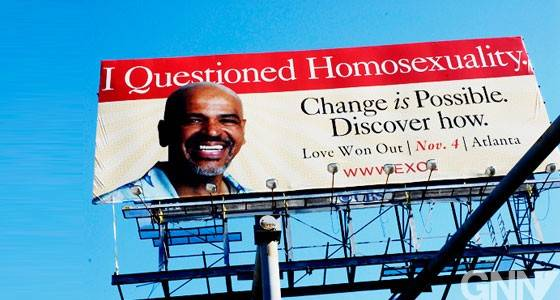 I Questioned Homosexuality.
Change is Possible.
Discover how.
Love Won Out | Nov. 4 | Atlanta
GNN